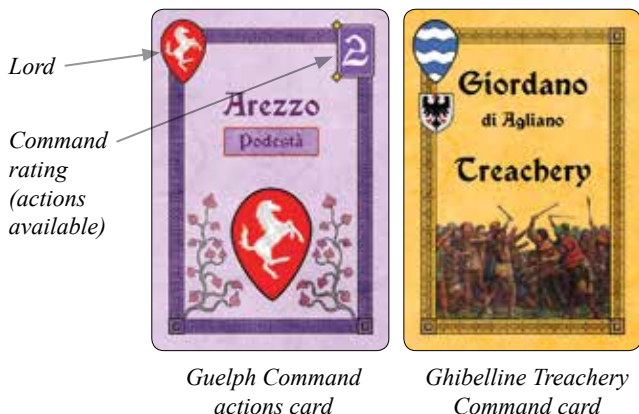 Lord
Command
rating
(actions
available)
2
Arezzo
Podestà
Giordano
di Agliano
Treachery
Guelph Command
actions card
Ghibelline Treachery
Command card